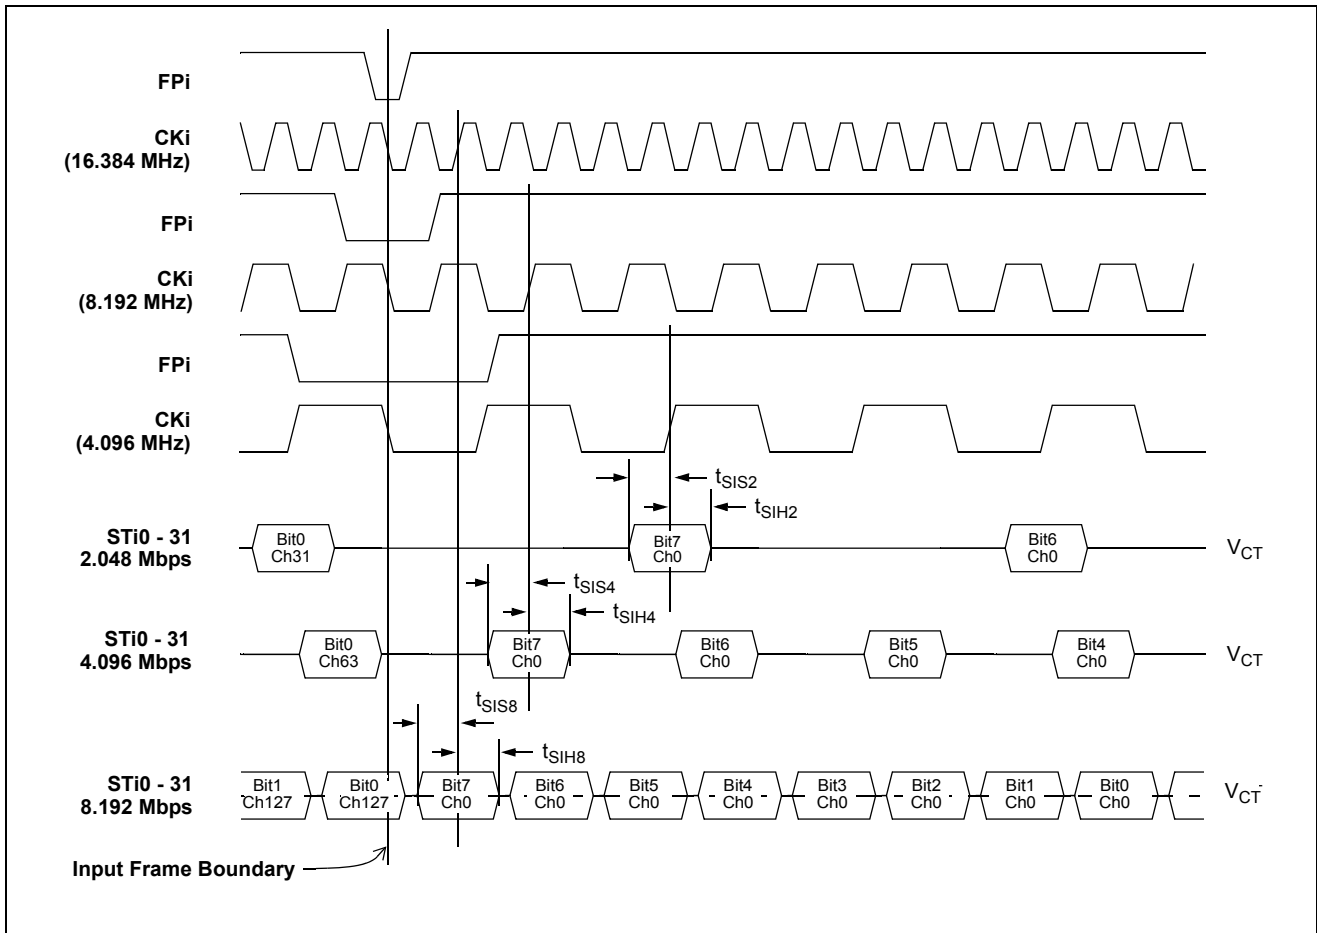 FPi
CKi
(16.384 MHz)
FPi
CKi
(8.192 MHz)
FPi
CKi
(4.096 MHz)
tSIS2
tSIH2
STi0 - 31
2.048 Mbps
Bit0
Ch31
Bit7
Ch0
Bit6
Ch0
VCT
tSIS4
tSIH4
STi0 - 31
4.096 Mbps
Bit0
Ch63
Bit7
Ch0
Bit6
Ch0
Bit5
Ch0
Bit4
Ch0
VCT
tSIS8
tSIH8
STi0 - 31
8.192 Mbps
Bit1
Ch127
Bit0
Ch127
Bit7
Ch0
Bit6
Ch0
Bit5
Ch0
Bit4
Ch0
Bit3
Ch0
Bit2
Ch0
Bit1
Ch0
Bit0
Ch0
VCT
Input Frame Boundary